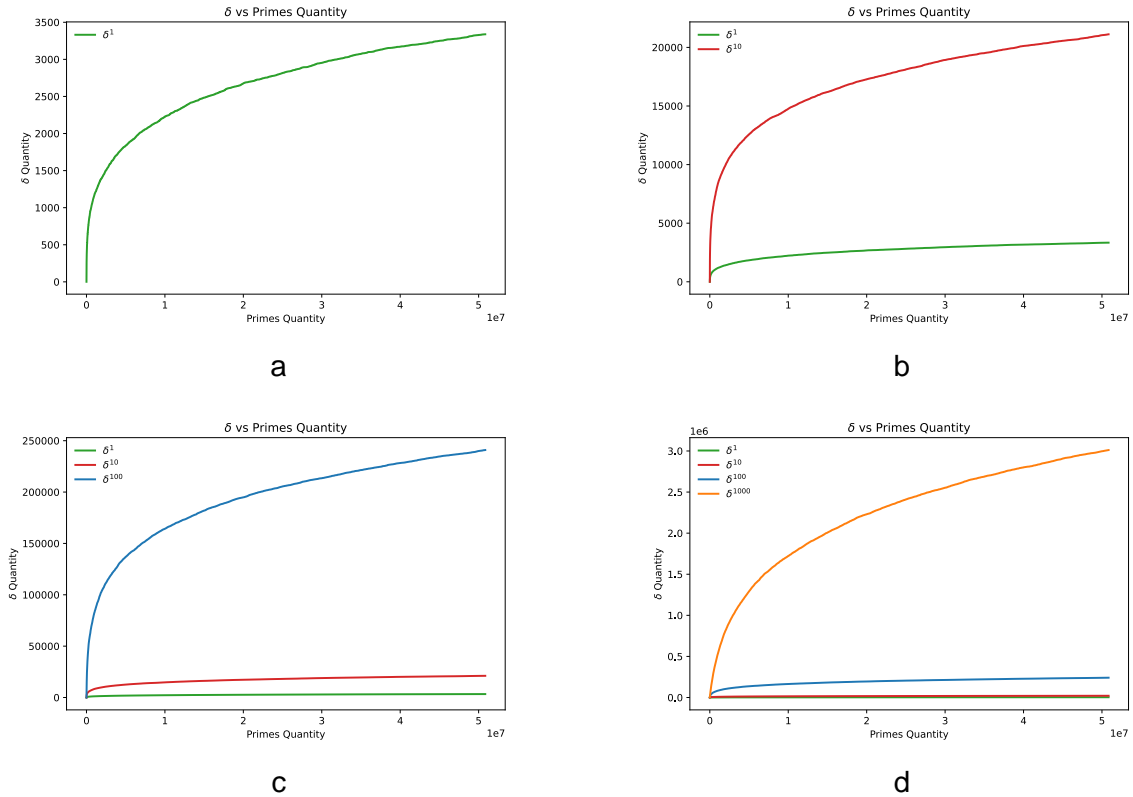 δ vs Primes Quantity
3500
3000
2500
2000
1500
1000
500
0
δ Quantity
δ¹
0 1 2 3 4 5
1e7
Primes Quantity
a
δ vs Primes Quantity
20000
15000
10000
5000
0
δ Quantity
δ¹
δ¹⁰
0 1 2 3 4 5
1e7
Primes Quantity
b
δ vs Primes Quantity
250000
200000
150000
100000
50000
0
δ Quantity
δ¹
δ¹⁰
δ¹⁰⁰
0 1 2 3 4 5
1e7
Primes Quantity
c
δ vs Primes Quantity
1e6
3.0
2.5
2.0
1.5
1.0
0.5
0.0
δ Quantity
δ¹
δ¹⁰
δ¹⁰⁰
δ¹⁰⁰⁰
0 1 2 3 4 5
1e7
Primes Quantity
d